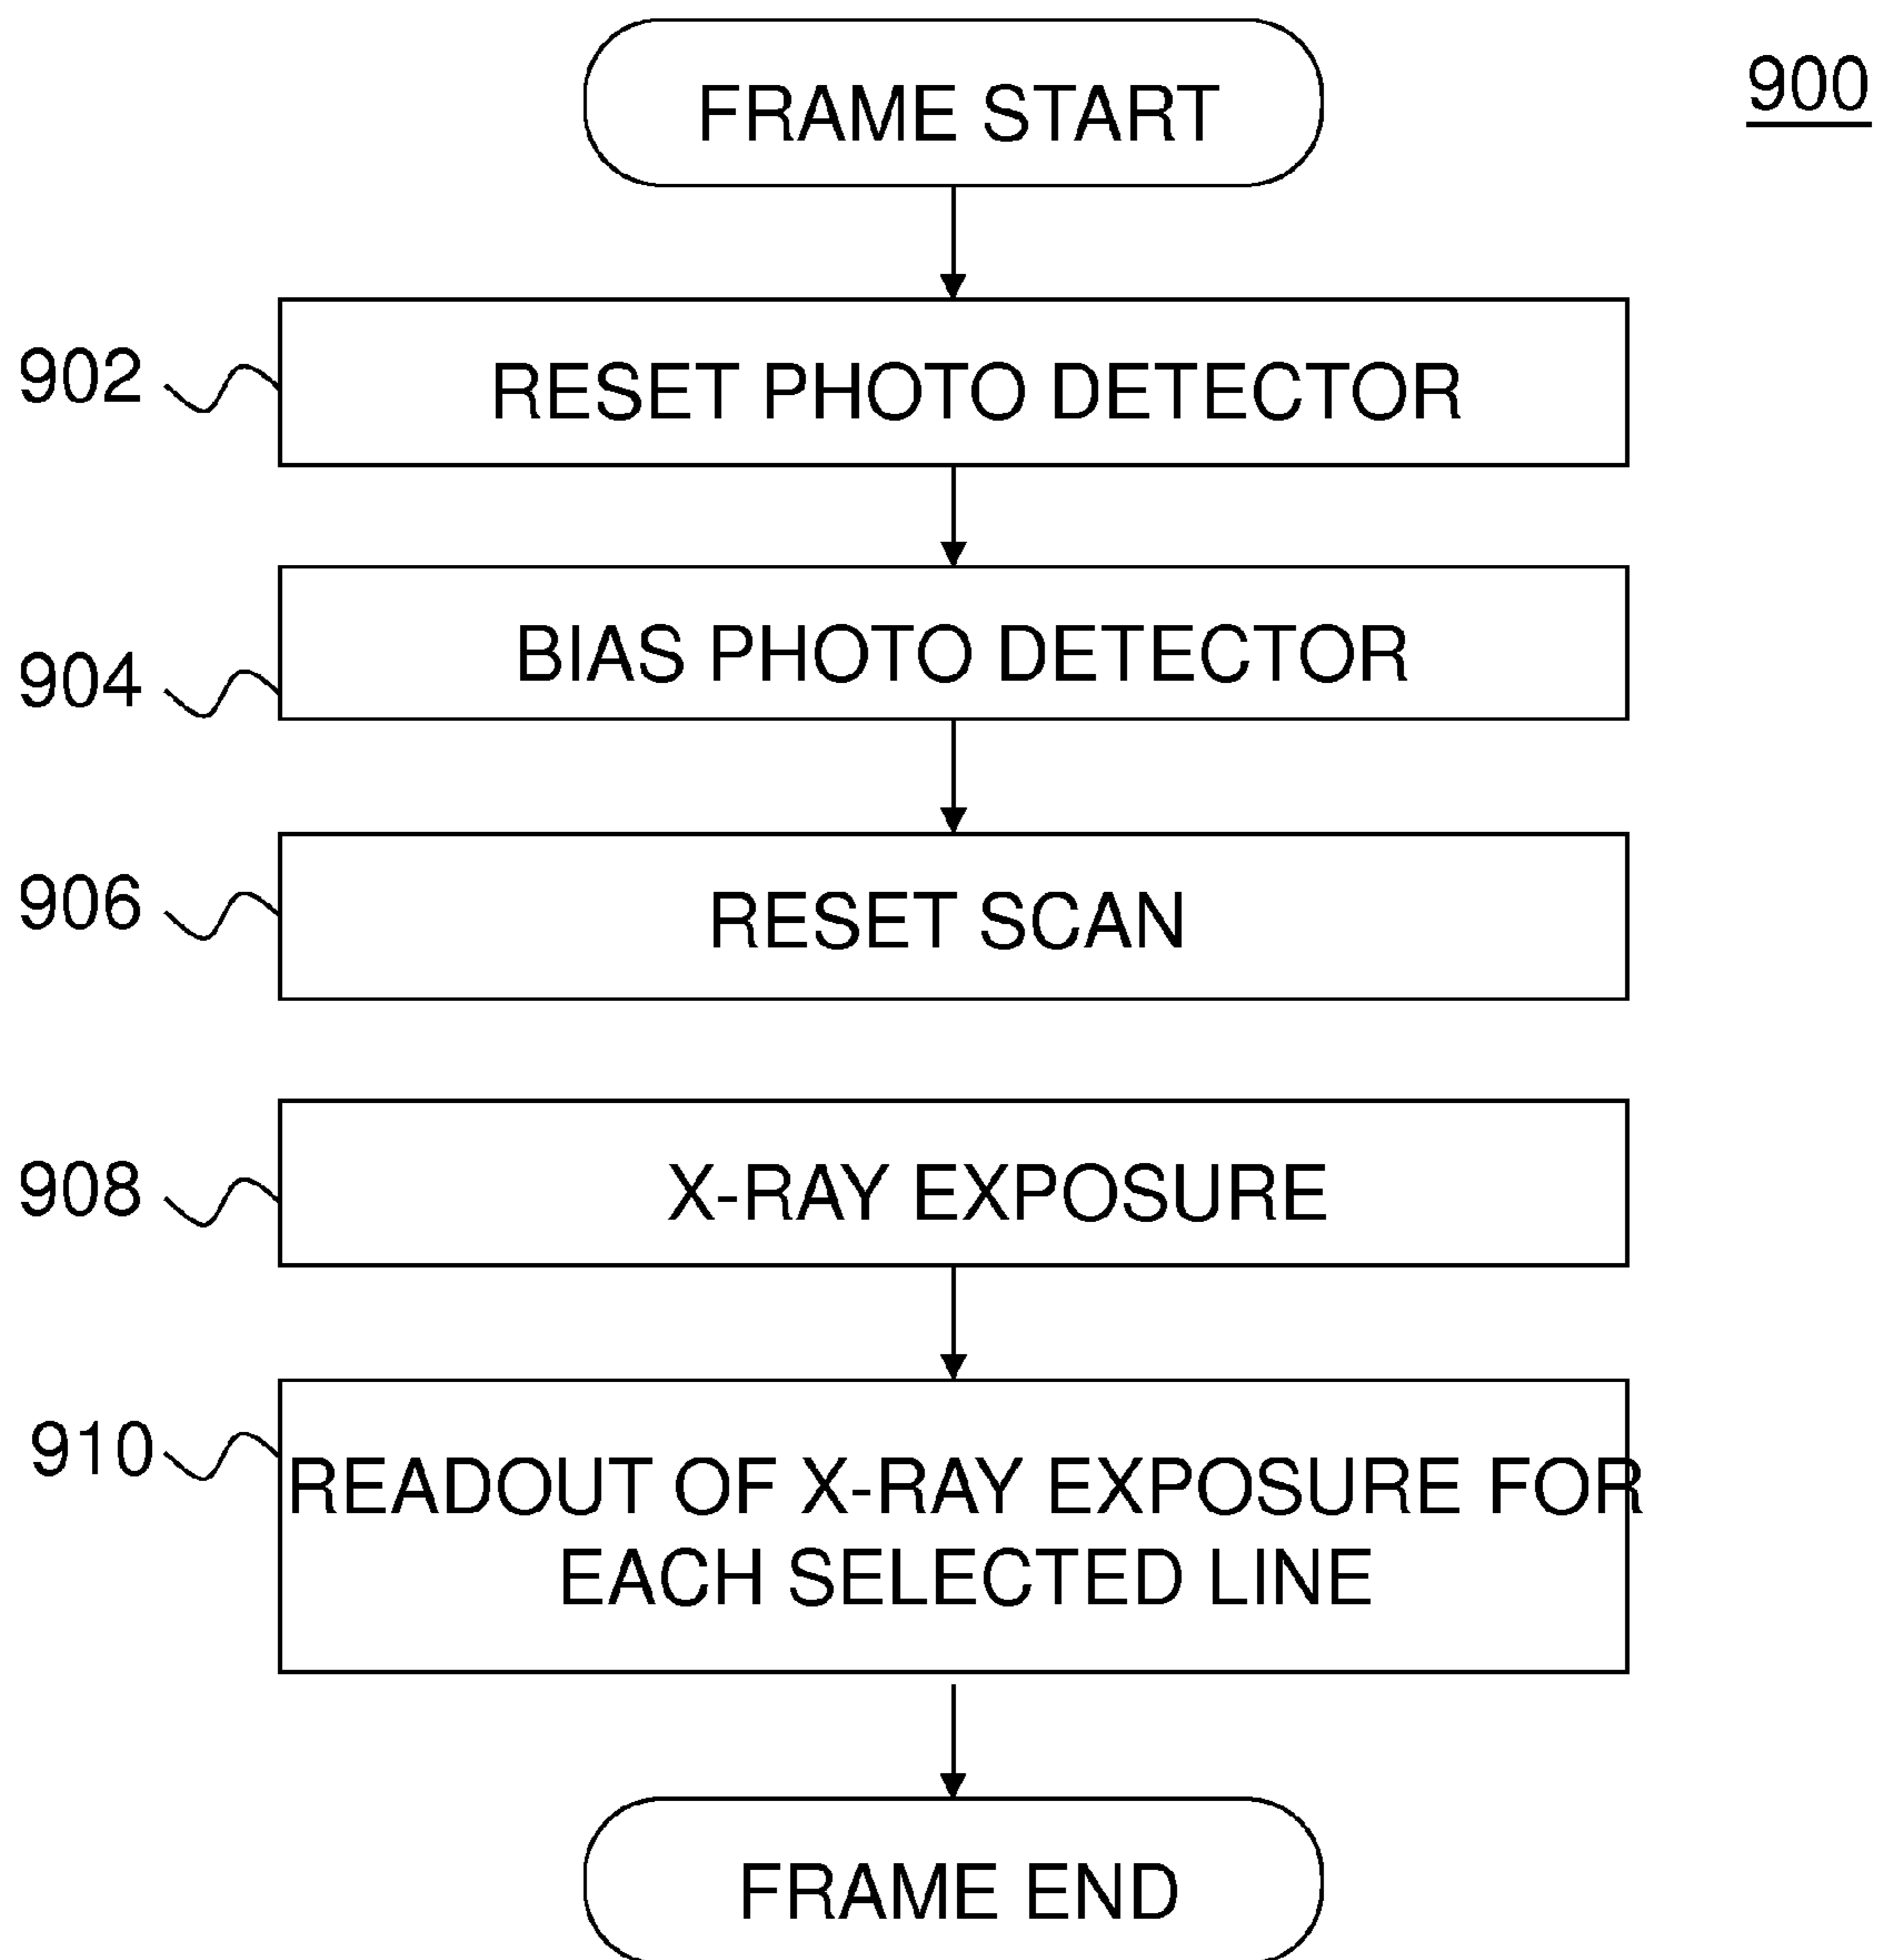 FRAME START
900
902
RESET PHOTO DETECTOR
904
BIAS PHOTO DETECTOR
906
RESET SCAN
908
X-RAY EXPOSURE
910
READOUT OF X-RAY EXPOSURE FOR
EACH SELECTED LINE
FRAME END